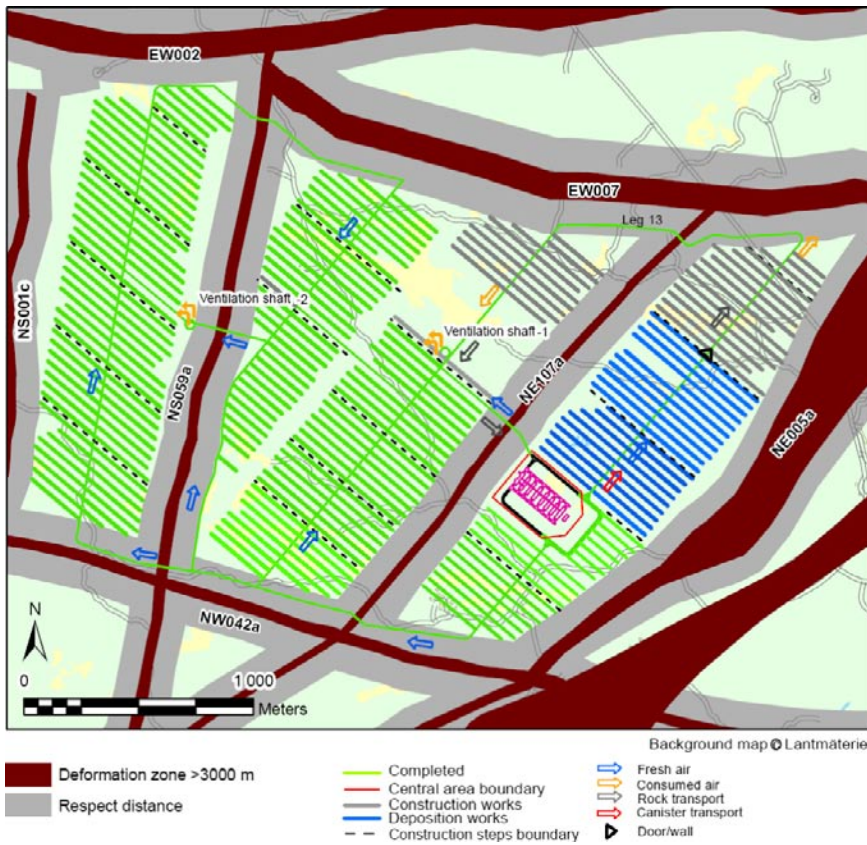 EW002
EW007
Leg 13
NS001c
Ventilation shaft -2
Ventilation shaft -1
NS059a
NE107a
NE005a
N
NW042a
0
1 000
Meters
Background map © Lantmäterie
Deformation zone >3000 m
Respect distance
Completed
Central area boundary
Construction works
Deposition works
Construction steps boundary
Fresh air
Consumed air
Rock transport
Canister transport
Door/wall